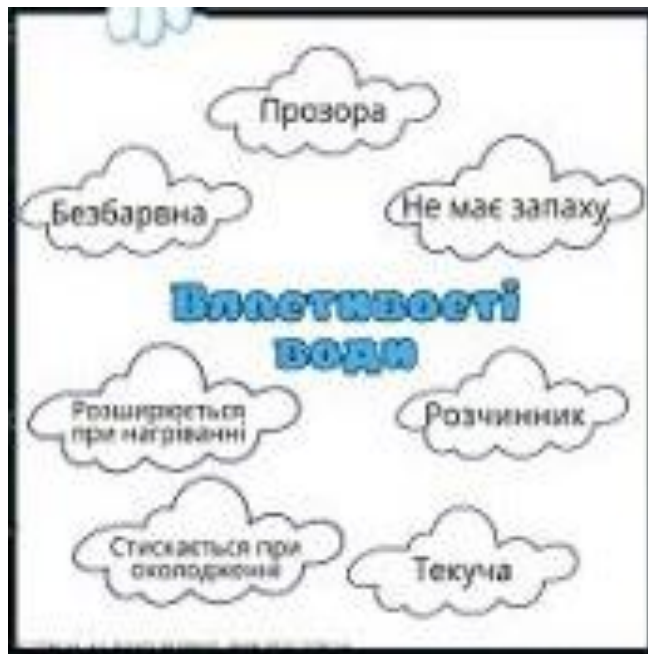 Прозора
Безбарвна
Не має запаху
Властивості
води
Розширюється
при нагріванні
Розчинник
Стискається при
охолодженні
Текуча